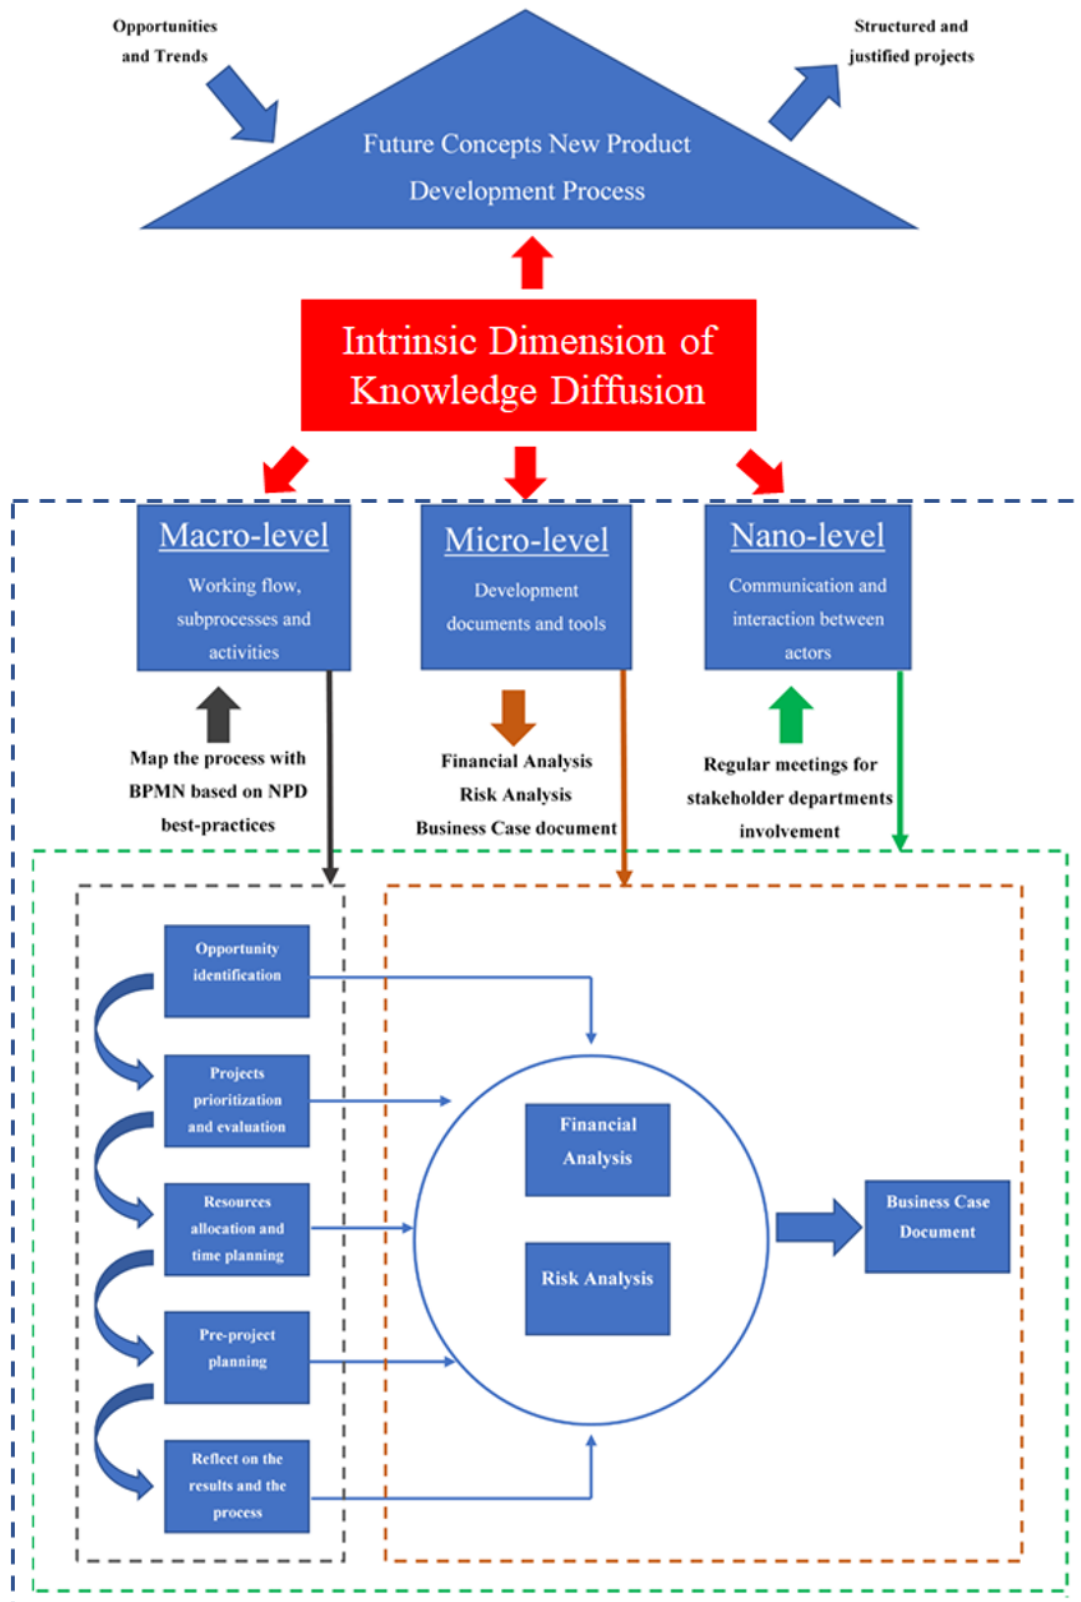 Opportunities
and Trends
Structured and
justified projects
Future Concepts New Product
Development Process
Intrinsic Dimension of
Knowledge Diffusion
Macro-level
Working flow,
subprocesses and
activities
Micro-level
Development
documents and tools
Nano-level
Communication and
interaction between
actors
Map the process with
BPMN based on NPD
best-practices
Financial Analysis
Risk Analysis
Business Case document
Regular meetings for
stakeholder departments
involvement
Opportunity
identification
Projects
prioritization
and evaluation
Resources
allocation and
time planning
Pre-project
planning
Reflect on the
results and the
process
Financial
Analysis
Risk Analysis
Business Case
Document